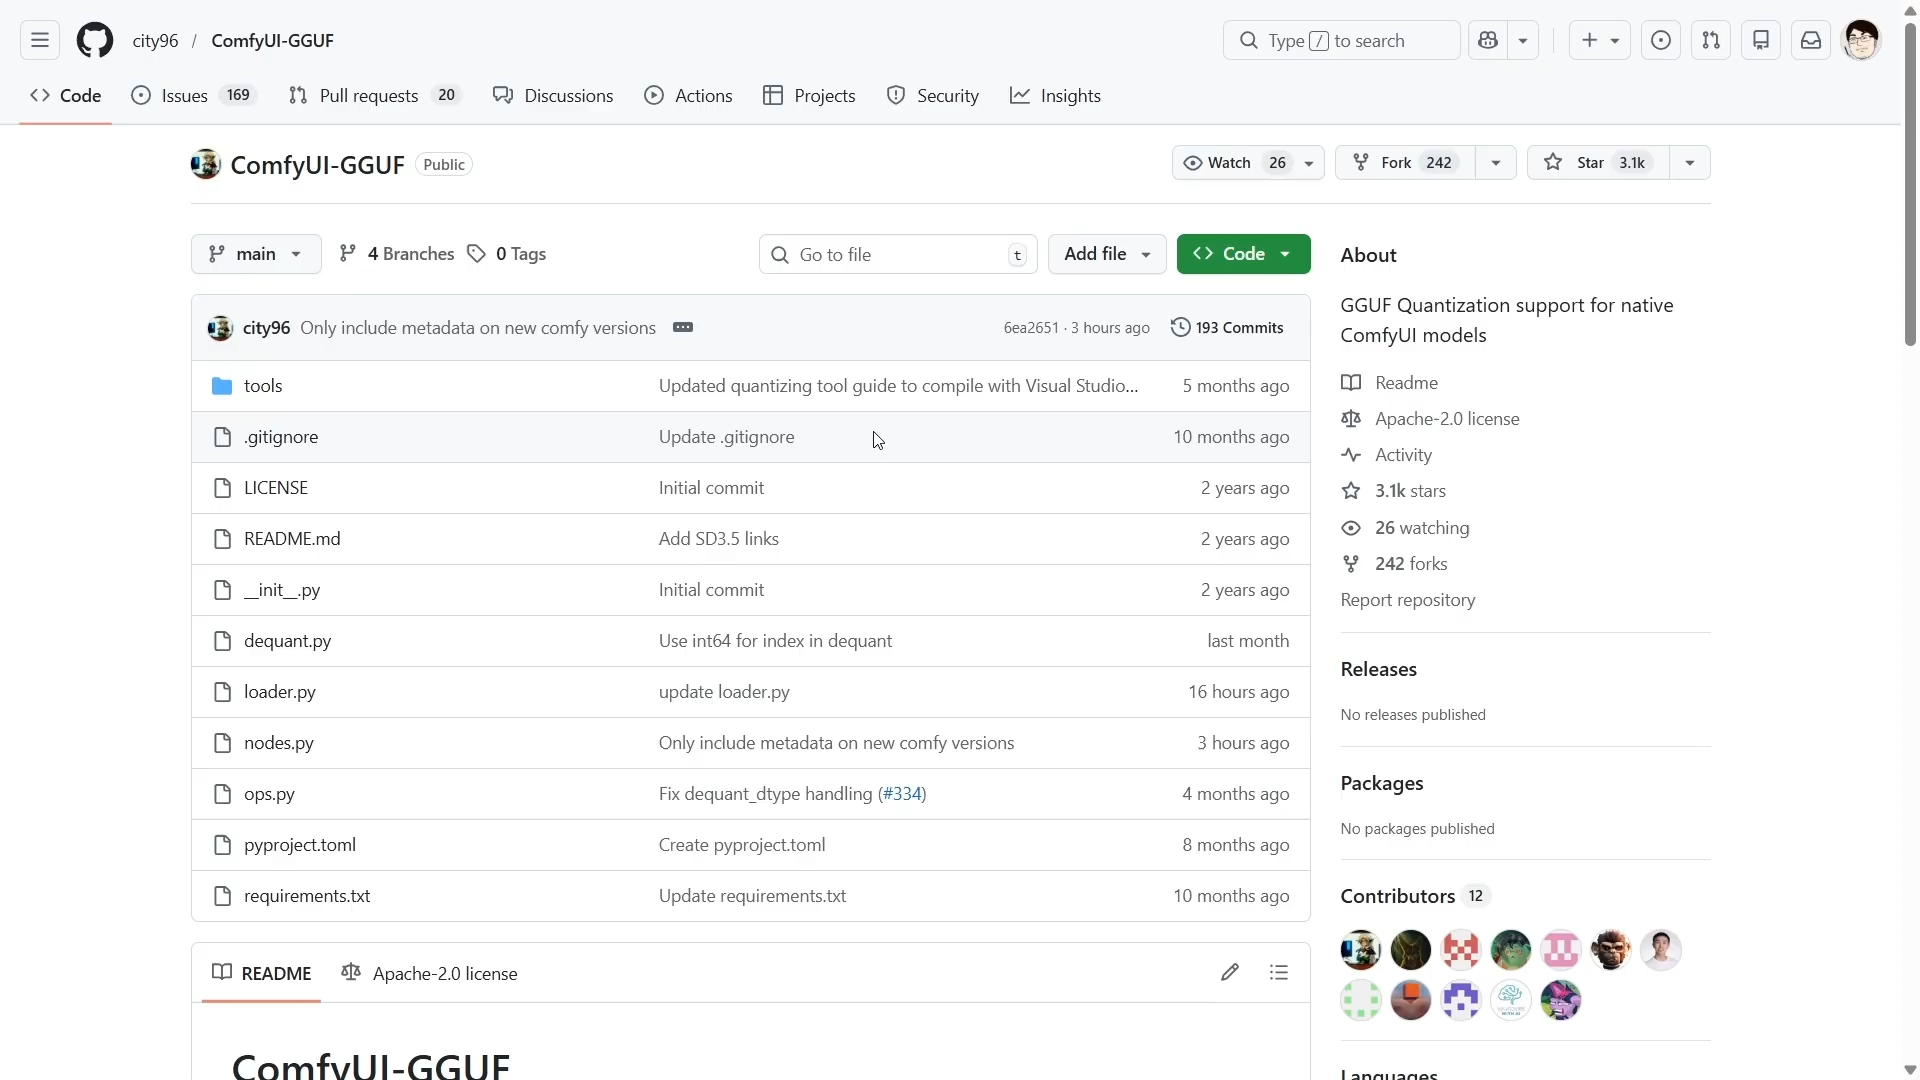 city96 / ComfyUI-GGUF
Type / to search
Code
Issues 169
Pull requests 20
Discussions
Actions
Projects
Security
Insights
ComfyUI-GGUF Public
Watch 26
Fork 242
Star 3.1k
main
4 Branches
0 Tags
Go to file t
Add file
Code
city96 Only include metadata on new comfy versions
6ea2651 · 3 hours ago
193 Commits
tools Updated quantizing tool guide to compile with Visual Studio... 5 months ago
.gitignore Update .gitignore 10 months ago
LICENSE Initial commit 2 years ago
README.md Add SD3.5 links 2 years ago
__init__.py Initial commit 2 years ago
dequant.py Use int64 for index in dequant last month
loader.py update loader.py 16 hours ago
nodes.py Only include metadata on new comfy versions 3 hours ago
ops.py Fix dequant_dtype handling (#334) 4 months ago
pyproject.toml Create pyproject.toml 8 months ago
requirements.txt Update requirements.txt 10 months ago
README
Apache-2.0 license
ComfyUI-GGUF
About
GGUF Quantization support for native
ComfyUI models
Readme
Apache-2.0 license
Activity
3.1k stars
26 watching
242 forks
Report repository
Releases
No releases published
Packages
No packages published
Contributors 12
Languages